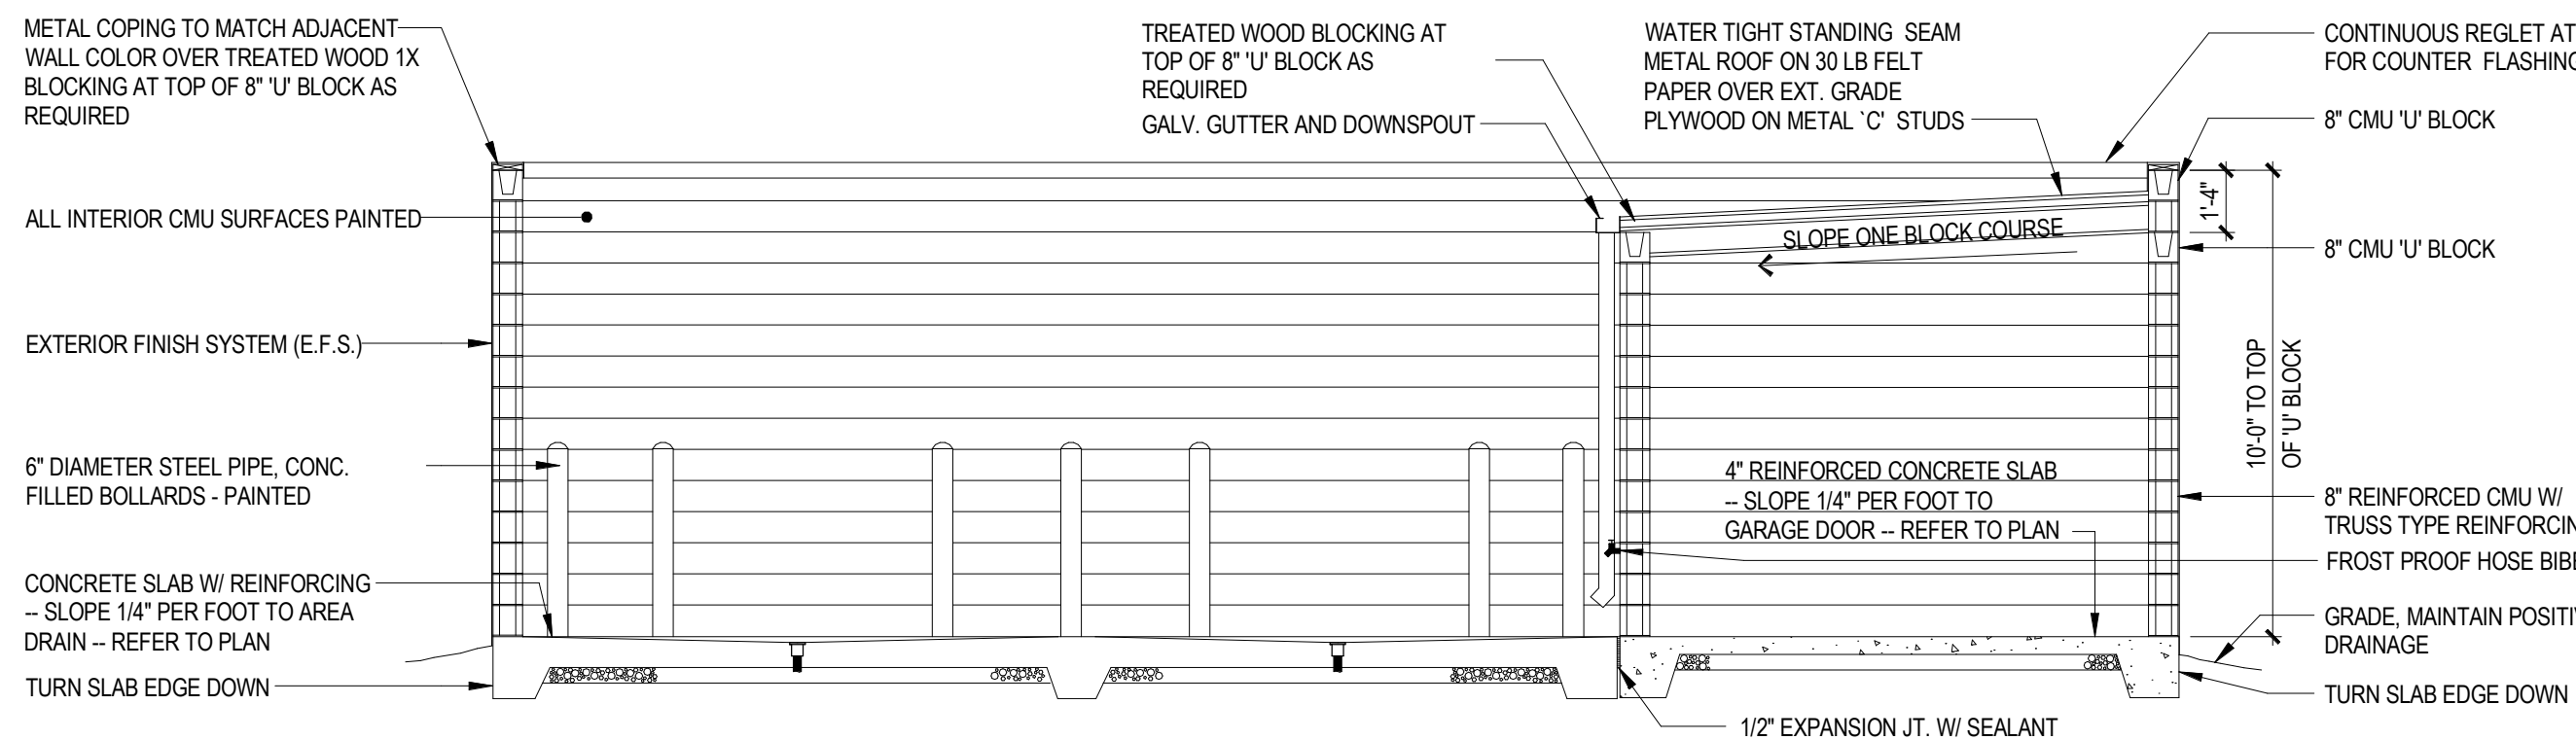 METAL COPING TO MATCH ADJACENT
WALL COLOR OVER TREATED WOOD 1X
BLOCKING AT TOP OF 8" 'U' BLOCK AS
REQUIRED
ALL INTERIOR CMU SURFACES PAINTED
EXTERIOR FINISH SYSTEM (E.F.S.)
6" DIAMETER STEEL PIPE, CONC.
FILLED BOLLARDS - PAINTED
CONCRETE SLAB W/ REINFORCING
-- SLOPE 1/4" PER FOOT TO AREA
DRAIN -- REFER TO PLAN
TURN SLAB EDGE DOWN
TREATED WOOD BLOCKING AT
TOP OF 8" 'U' BLOCK AS
REQUIRED
GALV. GUTTER AND DOWNSPOUT
WATER TIGHT STANDING SEAM
METAL ROOF ON 30 LB FELT
PAPER OVER EXT. GRADE
PLYWOOD ON METAL `C' STUDS
SLOPE ONE BLOCK COURSE
4" REINFORCED CONCRETE SLAB
-- SLOPE 1/4" PER FOOT TO
GARAGE DOOR -- REFER TO PLAN
1/2" EXPANSION JT. W/ SEALANT
1'-4"
10'-0" TO TOP
OF 'U' BLOCK
CONTINUOUS REGLET AT
FOR COUNTER FLASHING
8" CMU 'U' BLOCK
8" CMU 'U' BLOCK
8" REINFORCED CMU W/
TRUSS TYPE
FROST PROOF HOSE
GRADE, MAINTAIN
DRAINAGE
TURN SLAB EDGE DOWN